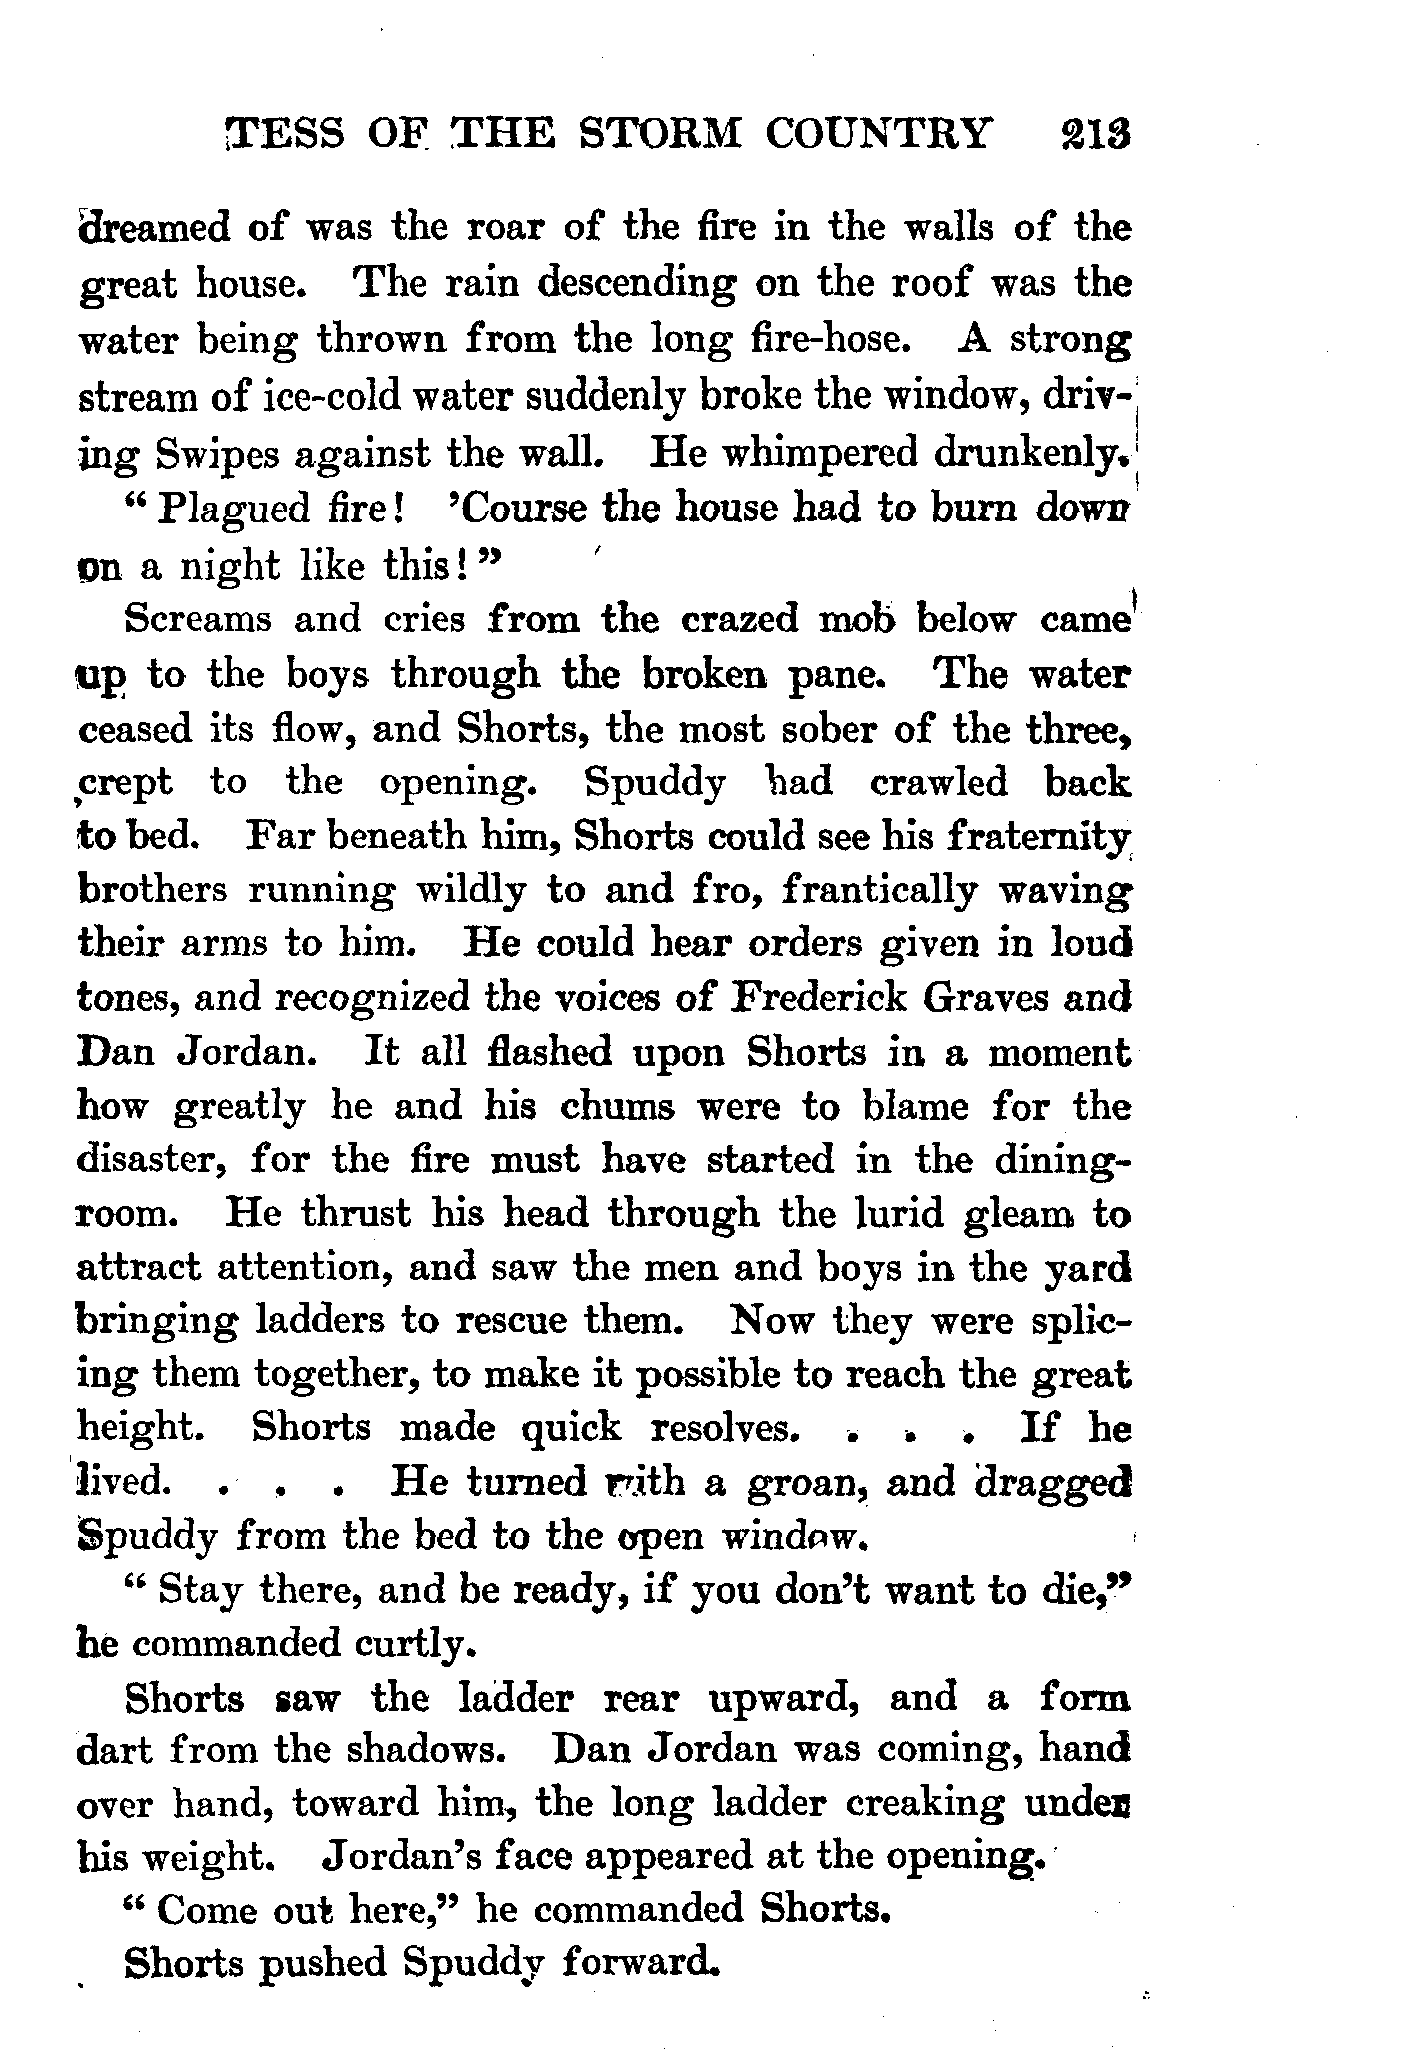 TESS OF THE STORM COUNTRY 213
dreamed of was the roar of the fire in the walls of the
great house. The rain descending on the roof was the
water being thrown from the long fire-hose. A strong
stream of ice-cold water suddenly broke the window, driv-
ing Swipes against the wall. He whimpered drunkenly.
“Plagued fire! ’Course the house had to burn down
on a night like this!”
Screams and cries from the crazed mob below came
up to the boys through the broken pane. The water
ceased its flow, and Shorts, the most sober of the three,
crept to the opening. Spuddy had crawled back
to bed. Far beneath him, Shorts could see his fraternity
brothers running wildly to and fro, frantically waving
their arms to him. He could hear orders given in loud
tones, and recognized the voices of Frederick Graves and
Dan Jordan. It all flashed upon Shorts in a moment
how greatly he and his chums were to blame for the
disaster, for the fire must have started in the dining-
room. He thrust his head through the lurid gleam to
attract attention, and saw the men and boys in the yard
bringing ladders to rescue them. Now they were splic-
ing them together, to make it possible to reach the great
height. Shorts made quick resolves. . . . If he
lived. . . . He turned with a groan, and dragged
Spuddy from the bed to the open window.
“Stay there, and be ready, if you don’t want to die,”
he commanded curtly.
Shorts saw the ladder rear upward, and a form
dart from the shadows. Dan Jordan was coming, hand
over hand, toward him, the long ladder creaking under
his weight. Jordan’s face appeared at the opening.
“Come out here,” he commanded Shorts.
Shorts pushed Spuddy forward.